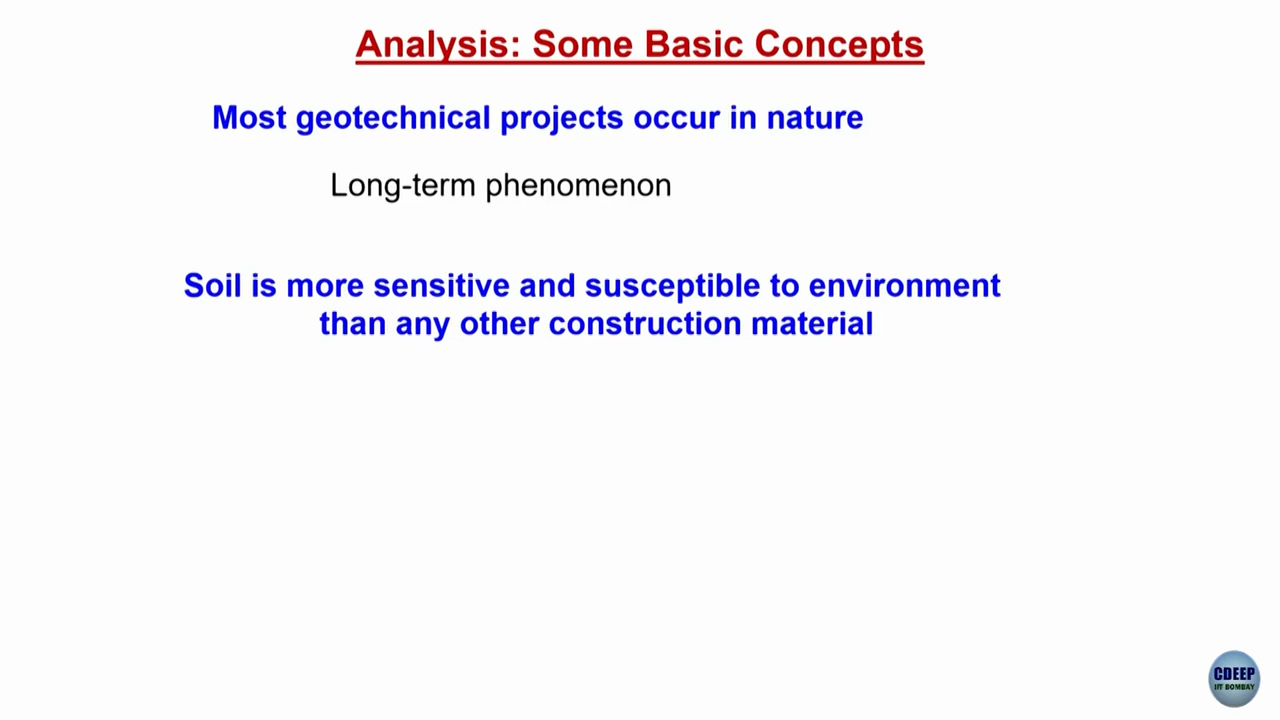 Analysis: Some Basic Concepts
Most geotechnical projects occur in nature
Long-term phenomenon
Soil is more sensitive and susceptible to environment
than any other construction material
CDEEP
IIT BOMBAY